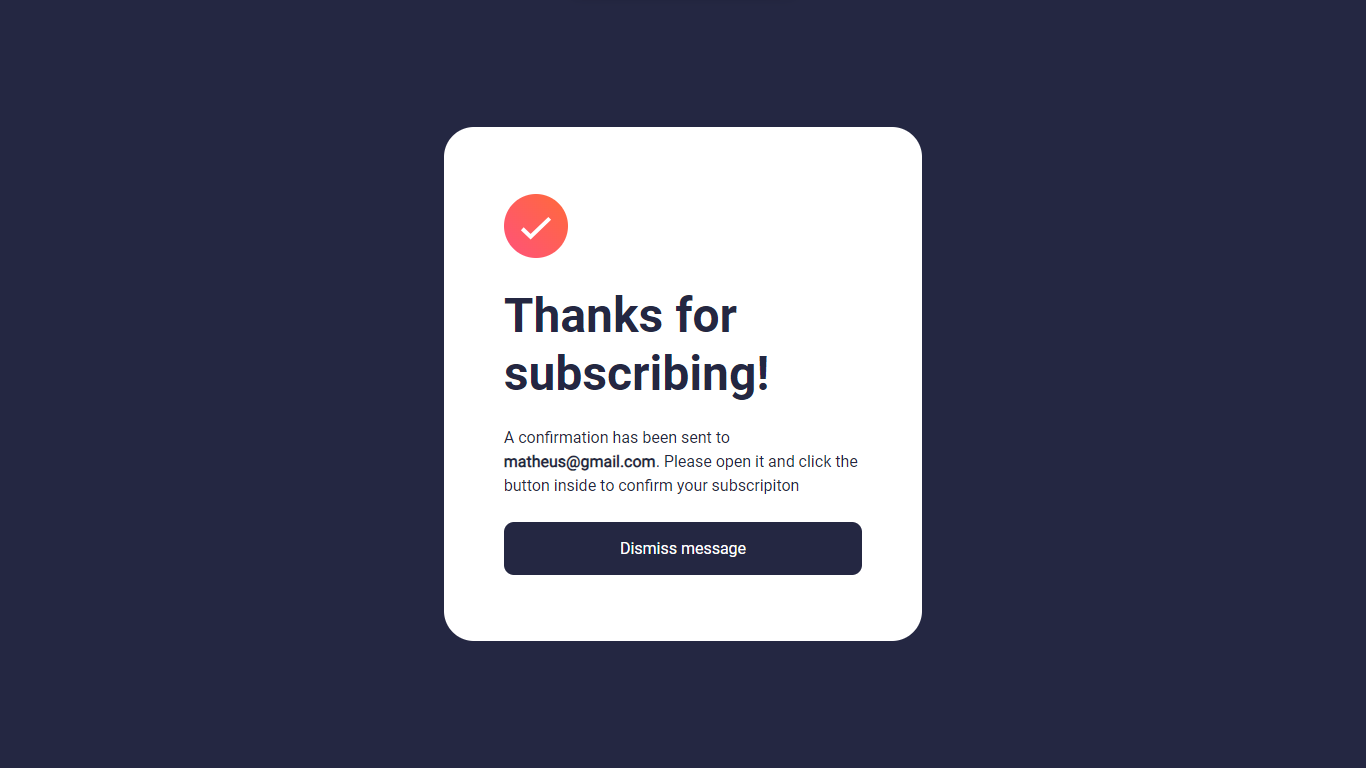 Thanks for
subscribing!
A confirmation has been sent to
matheus@gmail.com. Please open it and click the
button inside to confirm your subscripiton
Dismiss message